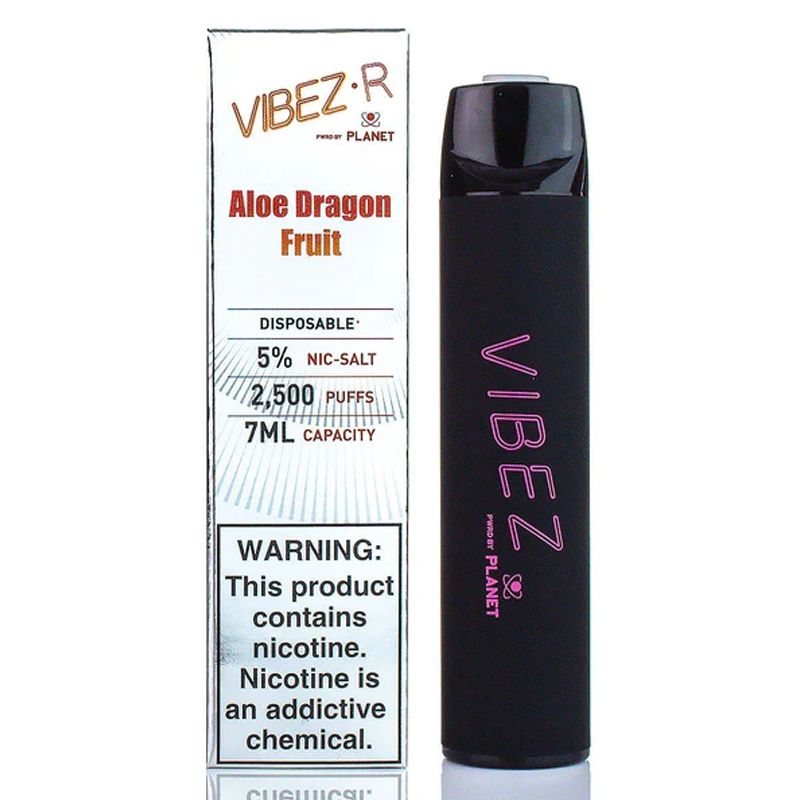 VIBEZ·R
PWRD BY PLANET
Aloe Dragon
Fruit
DISPOSABLE·
5% NIC-SALT
2,500 PUFFS
7ML CAPACITY
WARNING:
This product
contains
nicotine.
Nicotine is
an addictive
chemical.
VIBEZ
PWRD BY PLANET